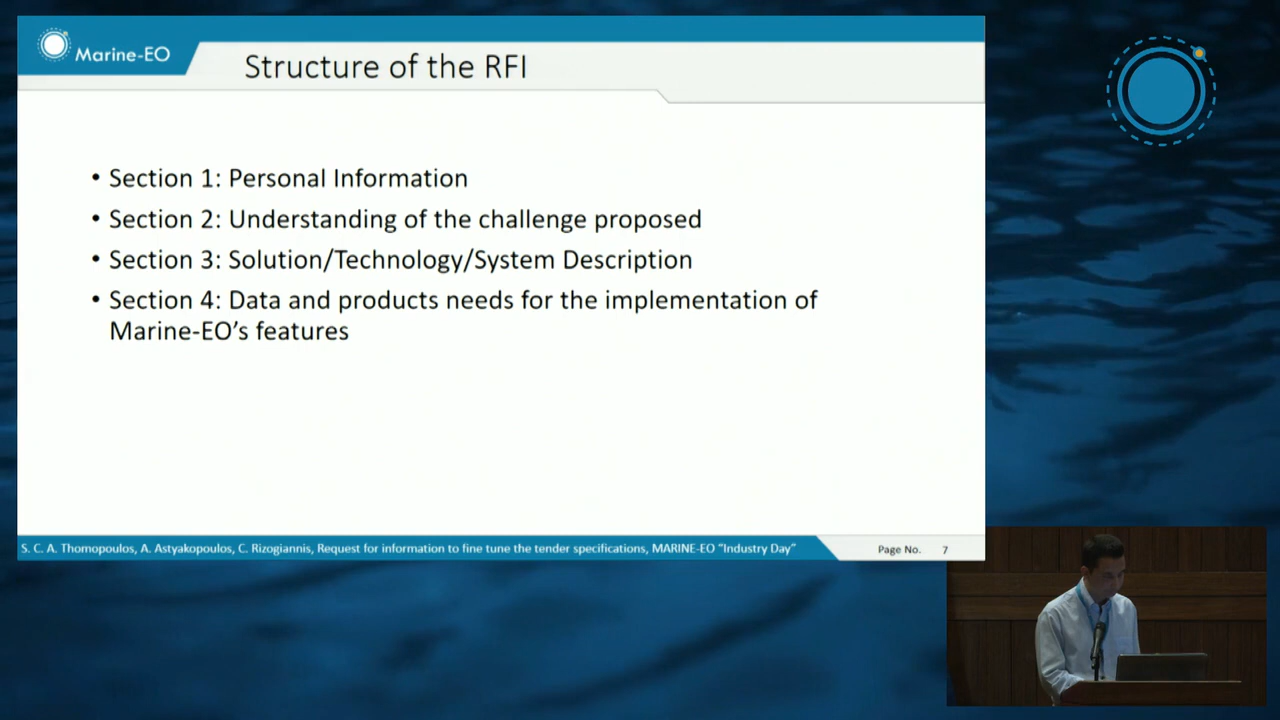 Marine-EO
Structure of the RFI
• Section 1: Personal Information
• Section 2: Understanding of the challenge proposed
• Section 3: Solution/Technology/System Description
• Section 4: Data and products needs for the implementation of
Marine-EO’s features
S. C. A. Thomopoulos, A. Astyakopoulos, C. Rizogiannis, Request for information to fine tune the tender specifications, MARINE-EO “Industry Day”
Page No. 7